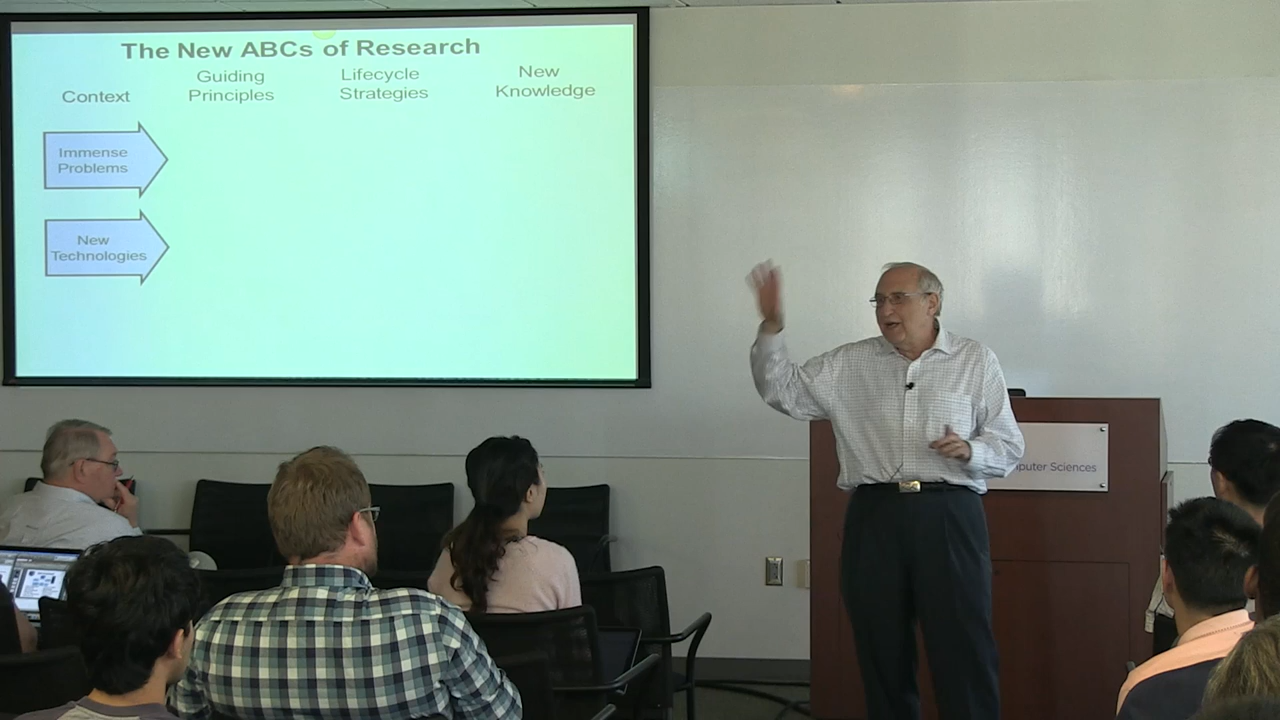 The New ABCs of Research
Context
Guiding
Principles
Lifecycle
Strategies
New
Knowledge
Immense
Problems
New
Technologies
puter Sciences